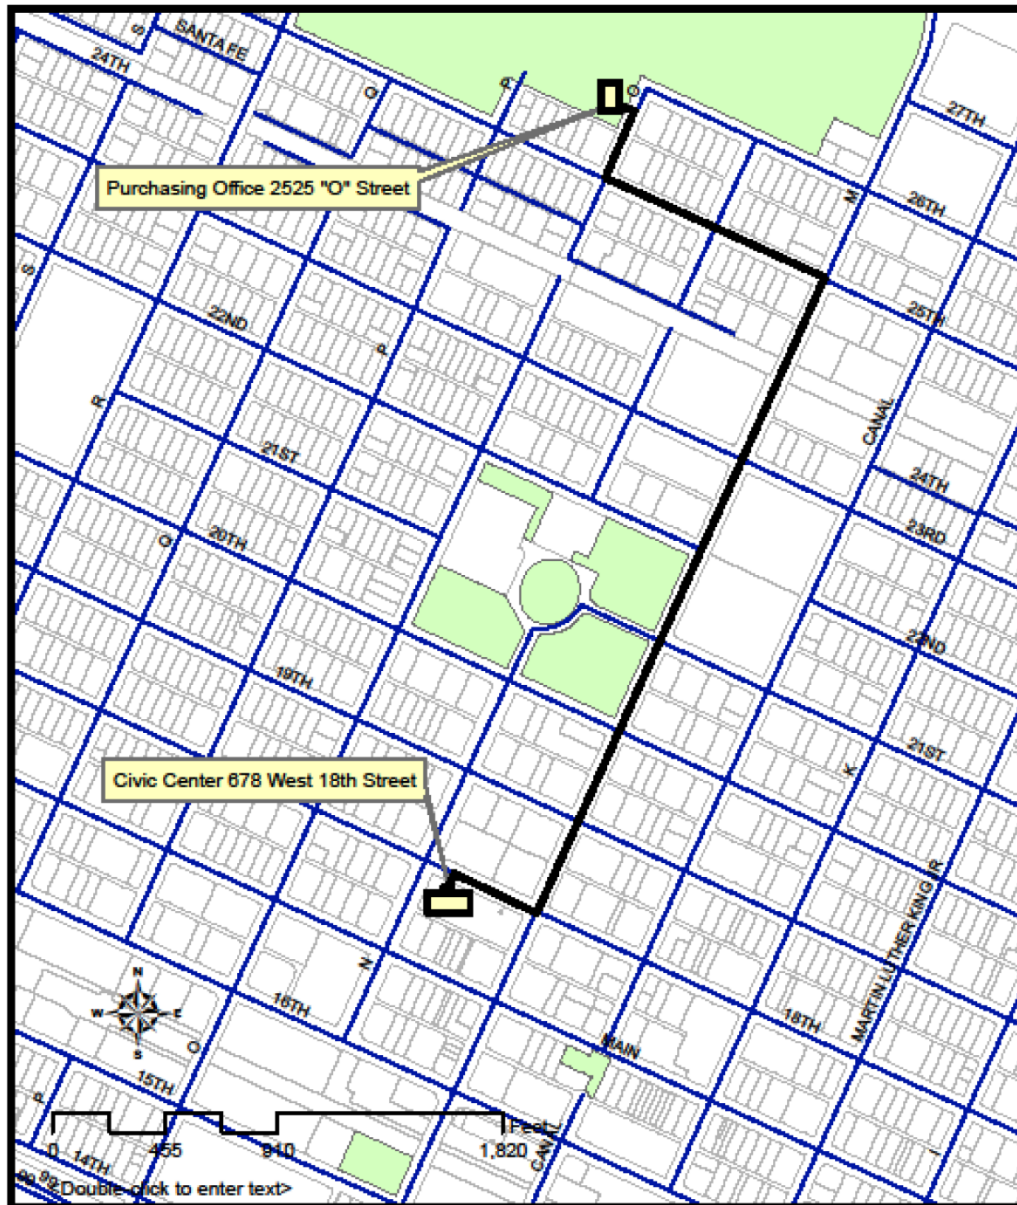 S
SANTA FE
24TH
Q
P
O
27TH
Purchasing Office 2525 "O" Street
M
26TH
S
22ND
P
25TH
R
CANAL
21ST
24TH
Q
20TH
23RD
22ND
19TH
21ST
K
Civic Center 678 West 18th Street
MARTIN LUTHER KING JR
N
N
W E
S
16TH
18TH
O
MAIN
15TH
P
Feet
0 455 910 1,820
CANAL
I
14TH
<Double-click to enter text>